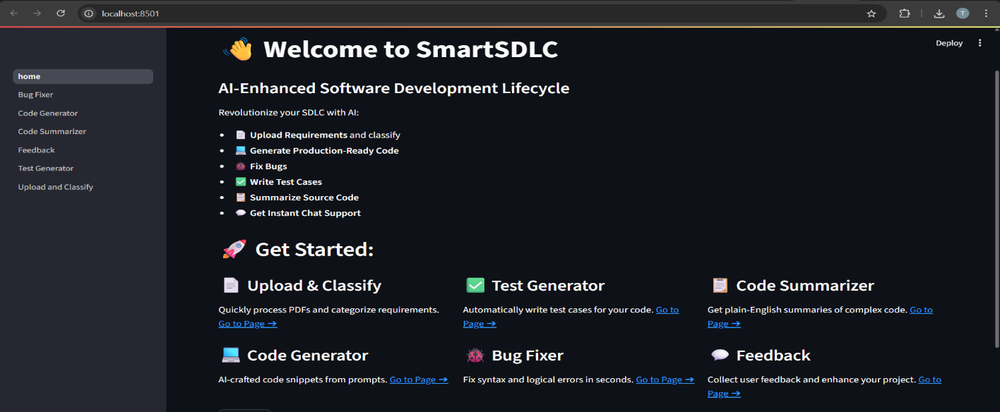 localhost:8501
T
Deploy
home
Bug Fixer
Code Generator
Code Summarizer
Feedback
Test Generator
Upload and Classify
👋 Welcome to SmartSDLC
AI-Enhanced Software Development Lifecycle
Revolutionize your SDLC with AI:
• 📄 Upload Requirements and classify
• 💻 Generate Production-Ready Code
• 🐞 Fix Bugs
• ✅ Write Test Cases
• 📋 Summarize Source Code
• 💬 Get Instant Chat Support
🚀 Get Started:
📄 Upload & Classify
Quickly process PDFs and categorize requirements.
Go to Page →
✅ Test Generator
Automatically write test cases for your code. Go to
Page →
📋 Code Summarizer
Get plain-English summaries of complex code. Go to
Page →
💻 Code Generator
AI-crafted code snippets from prompts. Go to Page →
🐞 Bug Fixer
Fix syntax and logical errors in seconds. Go to Page →
💬 Feedback
Collect user feedback and enhance your project. Go to
Page →